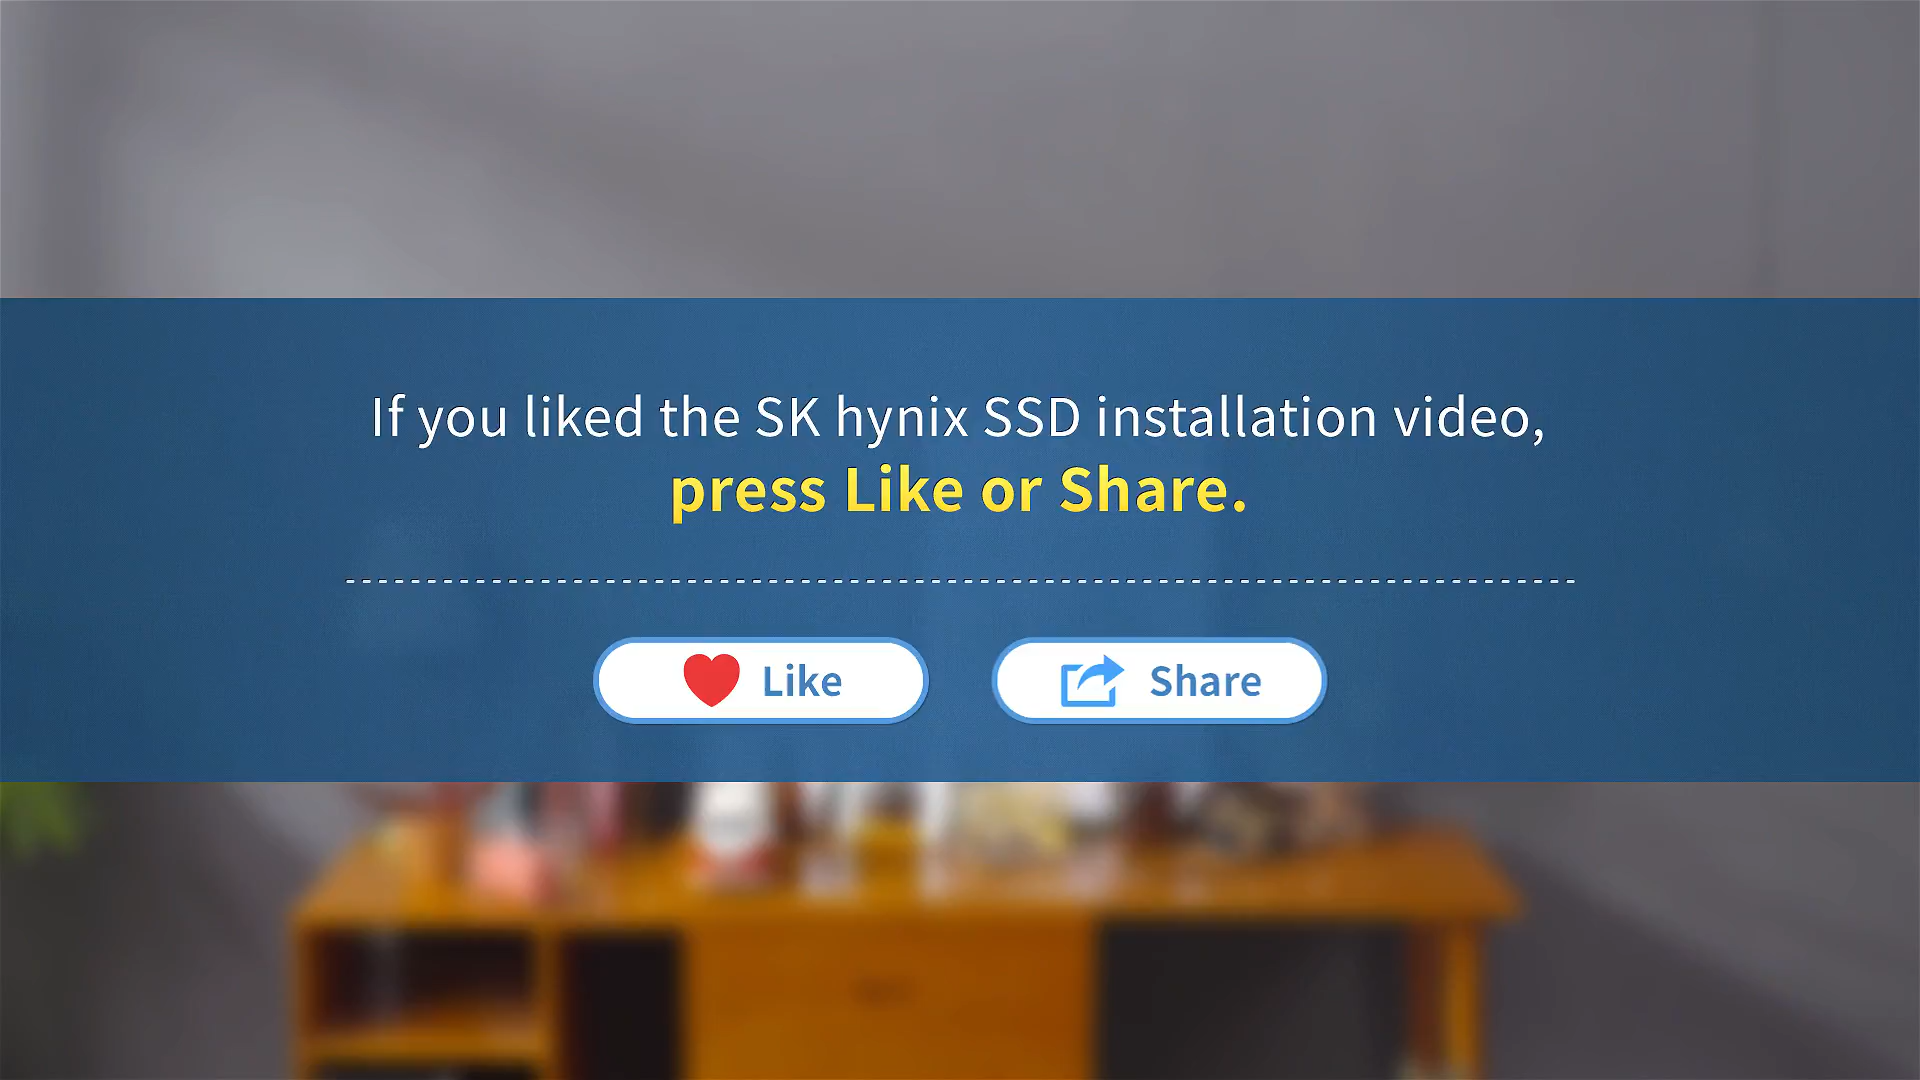 If you liked the SK hynix SSD installation video,
press Like or Share.
Like
Share